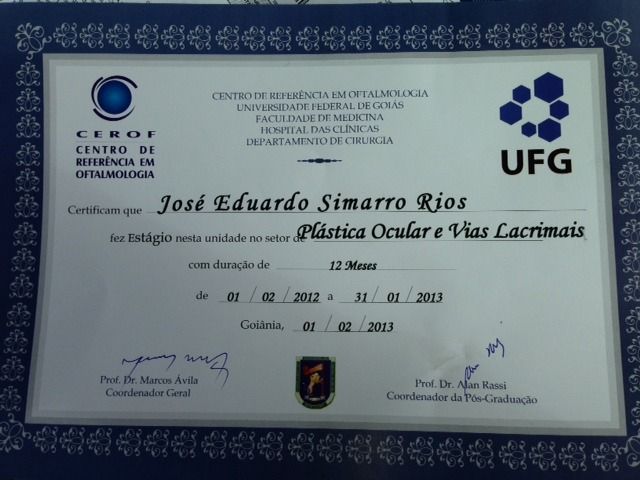 CENTRO DE REFERÊNCIA EM OFTALMOLOGIA
UNIVERSIDADE FEDERAL DE GOIÁS
FACULDADE DE MEDICINA
HOSPITAL DAS CLÍNICAS
DEPARTAMENTO DE CIRURGIA
CEROF
CENTRO DE
REFERÊNCIA EM
OFTALMOLOGIA
UFG
Certificam que José Eduardo Simarro Rios
fez Estágio nesta unidade no setor de Plástica Ocular e Vias Lacrimais
com duração de 12 Meses
de 01 / 02 / 2012 a 31 / 01 / 2013
Goiânia, 01 / 02 / 2013
Prof. Dr. Marcos Ávila
Coordenador Geral
Prof. Dr. Alan Rassi
Coordenador da Pós-Graduação